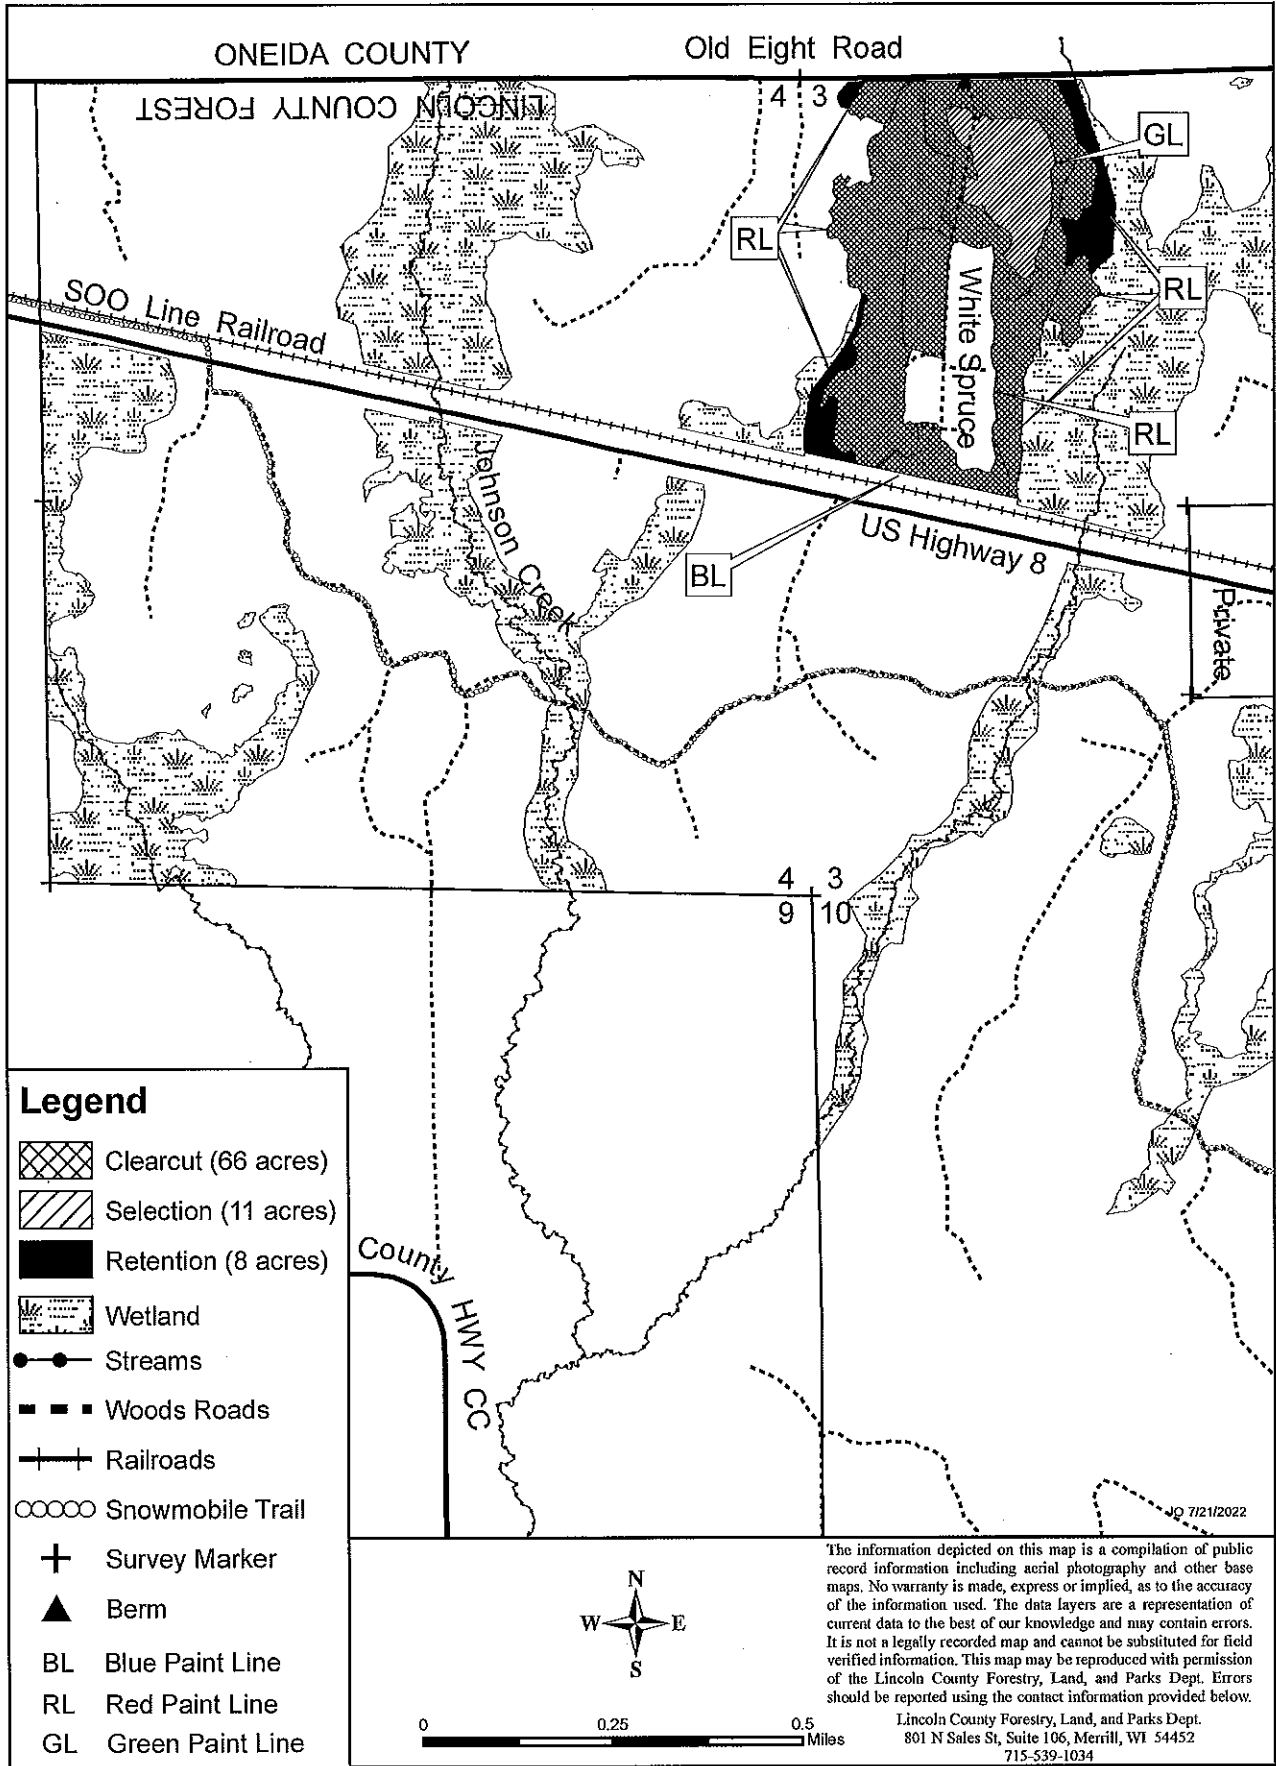 ONEIDA COUNTY
Old Eight Road
LINCOLN COUNTY FOREST
4 3
GL
RL
RL
SOO Line Railroad
White Spruce
RL
Johnson Creek
US Highway 8
BL
Private
4 3
9 10
Legend
Clearcut (66 acres)
Selection (11 acres)
Retention (8 acres)
Wetland
Streams
Woods Roads
Railroads
Snowmobile Trail
Survey Marker
Berm
BL Blue Paint Line
RL Red Paint Line
GL Green Paint Line
County HWY CC
JO 7/21/2022
N
W E
S
0 0.25 0.5
Miles
The information depicted on this map is a compilation of public
record information including aerial photography and other base
maps. No warranty is made, express or implied, as to the accuracy
of the information used. The data layers are a representation of
current data to the best of our knowledge and may contain errors.
It is not a legally recorded map and cannot be substituted for field
verified information. This map may be reproduced with permission
of the Lincoln County Forestry, Land, and Parks Dept. Errors
should be reported using the contact information provided below.
Lincoln County Forestry, Land, and Parks Dept.
801 N Sales St, Suite 106, Merrill, WI 54452
715-539-1034